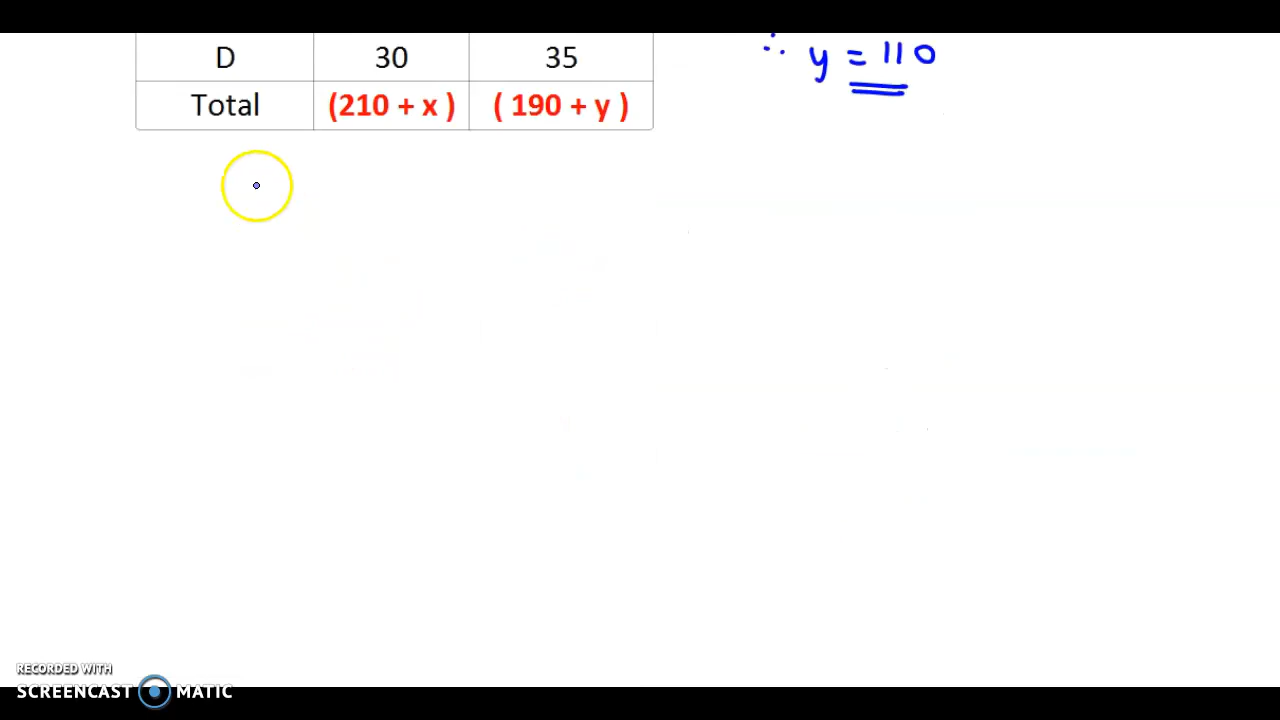 D 30 35
Total (210 + x ) ( 190 + y )
∴ y = 110
RECORDED WITH
SCREENCAST MATIC